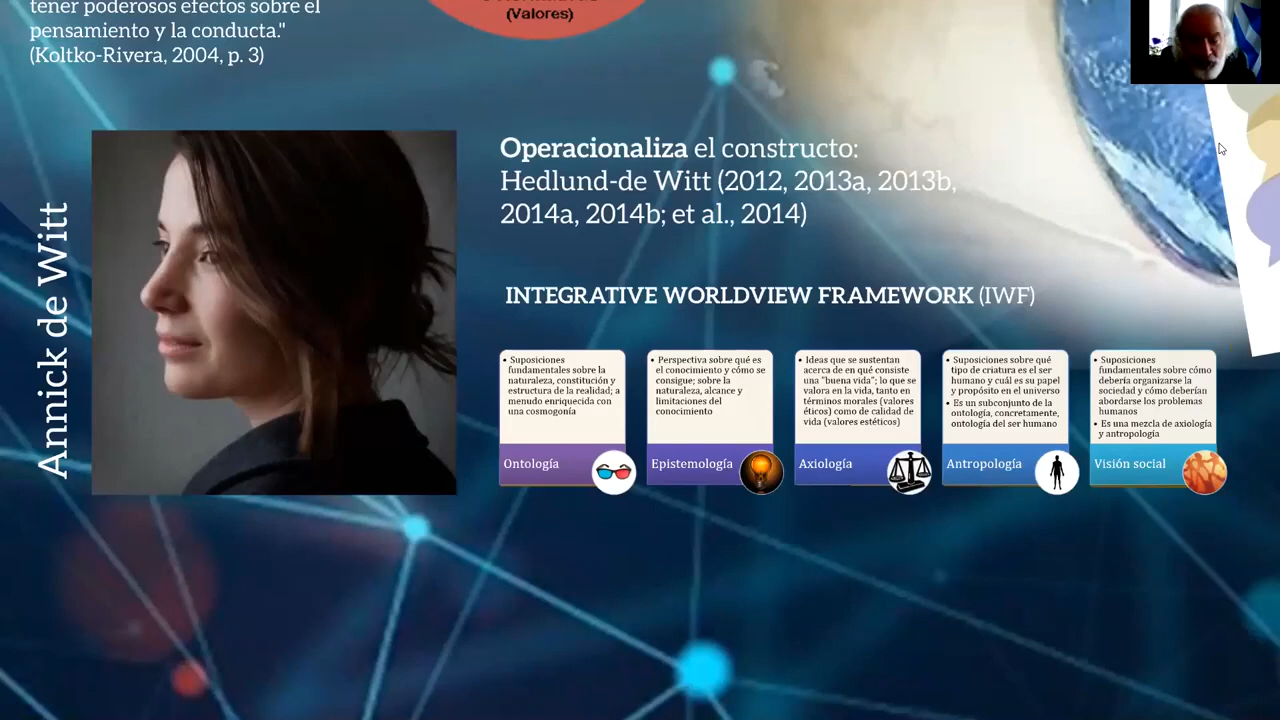 tener poderosos efectos sobre el
pensamiento y la conducta."
(Koltko-Rivera, 2004, p. 3)
(Valores)
Annick de Witt
Operacionaliza el constructo:
Hedlund-de Witt (2012, 2013a, 2013b,
2014a, 2014b; et al., 2014)
INTEGRATIVE WORLDVIEW FRAMEWORK (IWF)
• Suposiciones
fundamentales sobre la
naturaleza, constitución y
estructura de la realidad; a
menudo enriquecida con
una cosmogonía
Ontología
• Perspectiva sobre qué es
el conocimiento y cómo se
consigue; sobre la
naturaleza, alcance y
limitaciones del
conocimiento
Epistemología
• Ideas que se sustentan
acerca de en qué consiste
una "buena vida"; lo que se
valora en la vida, tanto en
términos morales (valores
éticos) como de calidad de
vida (valores estéticos)
Axiología
• Suposiciones sobre qué
tipo de criatura es el ser
humano y cuál es su papel
y propósito en el universo
• Es un subconjunto de la
ontología, concretamente,
ontología del ser humano
Antropología
• Suposiciones
fundamentales sobre cómo
debería organizarse la
sociedad y cómo deberían
abordarse los problemas
humanos
• Es una mezcla de axiología
y antropología
Visión social